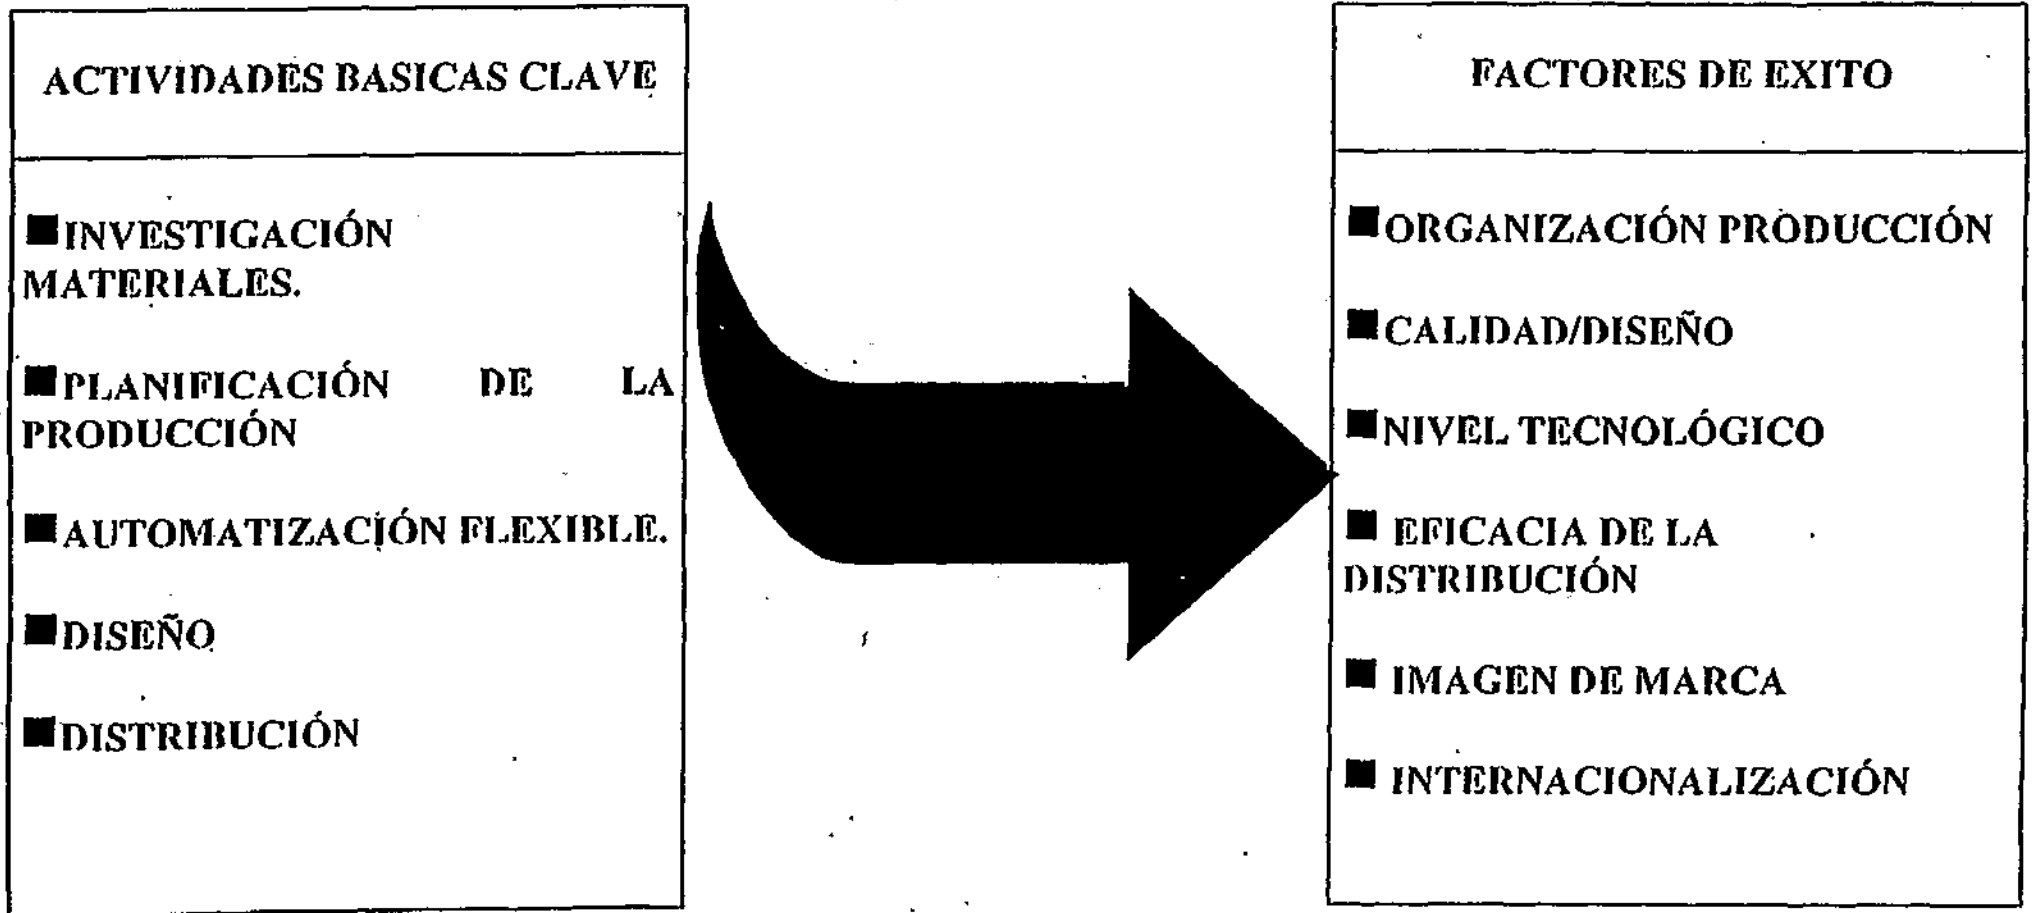 ACTIVIDADES BASICAS CLAVE
■INVESTIGACIÓN
MATERIALES.
■PLANIFICACIÓN DE LA
PRODUCCIÓN
■AUTOMATIZACIÓN FLEXIBLE.
■DISEÑO
■DISTRIBUCIÓN
FACTORES DE EXITO
■ORGANIZACIÓN PRODUCCIÓN
■CALIDAD/DISEÑO
■NIVEL TECNOLÓGICO
■ EFICACIA DE LA
DISTRIBUCIÓN
■ IMAGEN DE MARCA
■ INTERNACIONALIZACIÓN